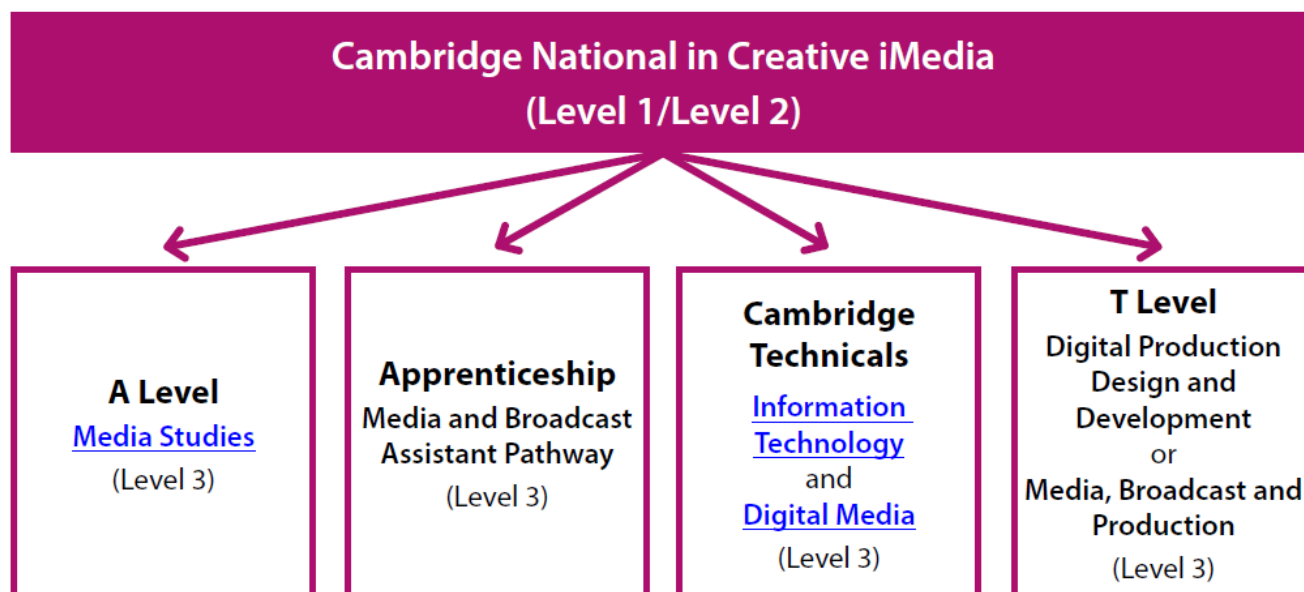 Cambridge National in Creative iMedia
(Level 1/Level 2)
A Level
Media Studies
(Level 3)
Apprenticeship
Media and Broadcast
Assistant Pathway
(Level 3)
Cambridge
Technicals
Information
Technology
and
Digital Media
(Level 3)
T Level
Digital Production
Design and
Development
or
Media, Broadcast and
Production
(Level 3)